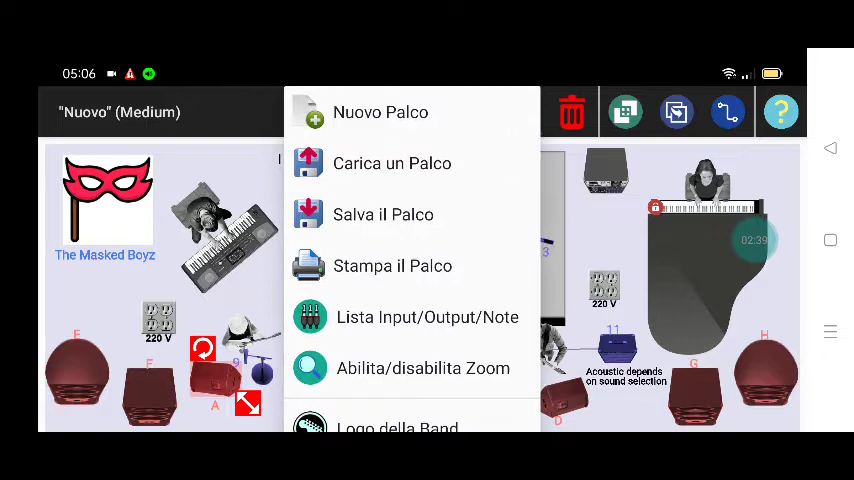 05:06
"Nuovo" (Medium)
Nuovo Palco
Carica un Palco
Salva il Palco
Stampa il Palco
Lista Input/Output/Note
Abilita/disabilita Zoom
Logo della Band
?
The Masked Boyz
220 V
E
F
9
A
3
02:39
220 V
11
Acoustic depends
on sound selection
D
G
H